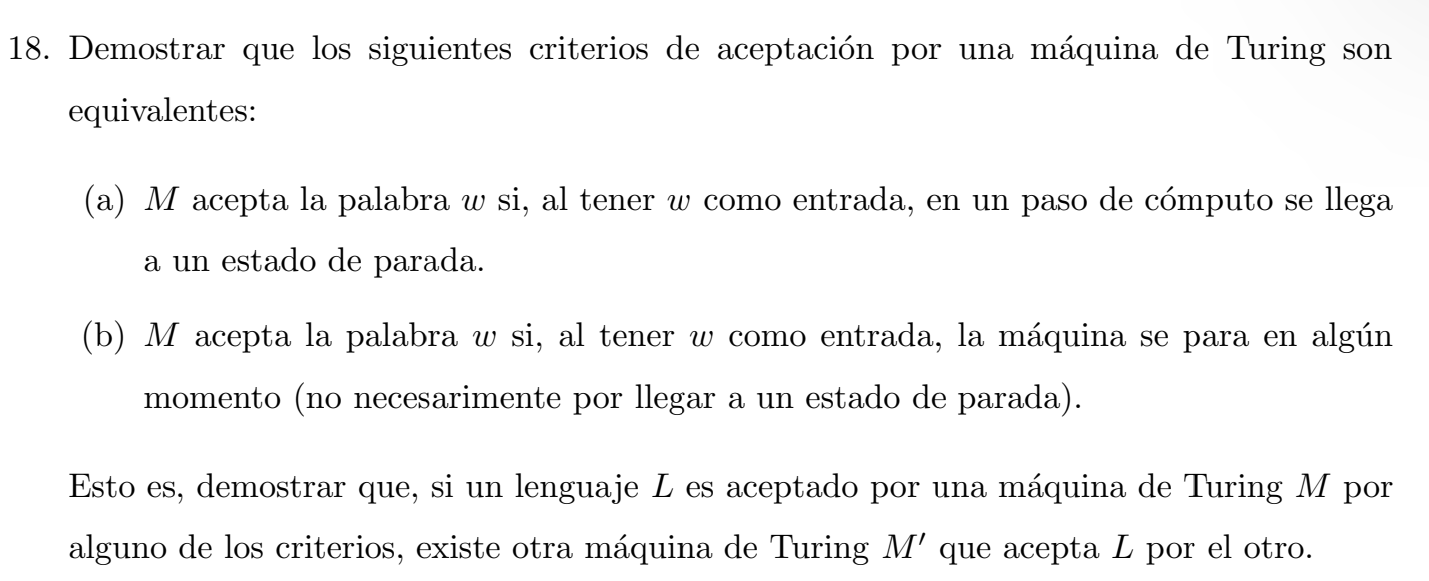 18. Demostrar que los siguientes criterios de aceptación por una máquina de Turing son
equivalentes:
(a) M acepta la palabra w si, al tener w como entrada, en un paso de cómputo se llega
a un estado de parada.
(b) M acepta la palabra w si, al tener w como entrada, la máquina se para en algún
momento (no necesarimente por llegar a un estado de parada).
Esto es, demostrar que, si un lenguaje L es aceptado por una máquina de Turing M por
alguno de los criterios, existe otra máquina de Turing M′ que acepta L por el otro.